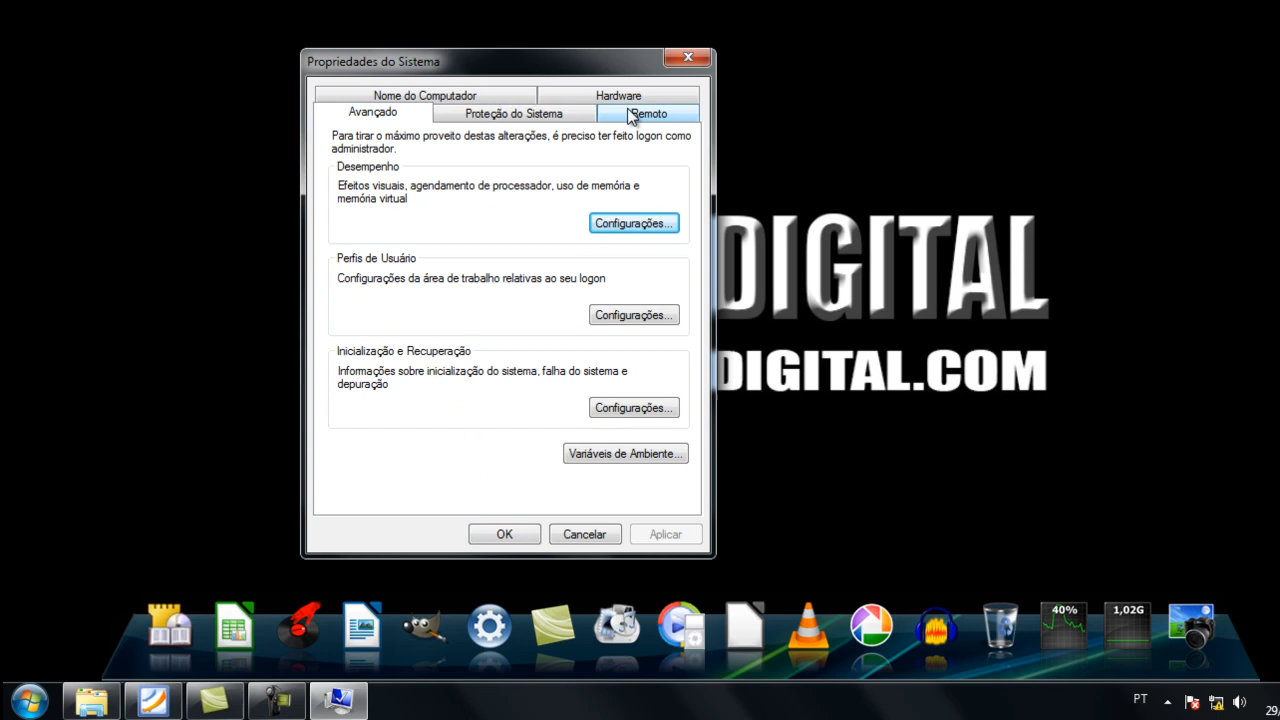 Propriedades do Sistema
Nome do Computador
Hardware
Avançado
Proteção do Sistema
Remoto
Para tirar o máximo proveito destas alterações, é preciso ter feito logon como
administrador.
Desempenho
Efeitos visuais, agendamento de processador, uso de memória e
memória virtual
Configurações...
Perfis de Usuário
Configurações da área de trabalho relativas ao seu logon
Configurações...
Inicialização e Recuperação
Informações sobre inicialização do sistema, falha do sistema e
depuração
Configurações...
Variáveis de Ambiente...
OK
Cancelar
Aplicar
DIGITAL
DIGITAL.COM
40%
1,02G
PT
29/